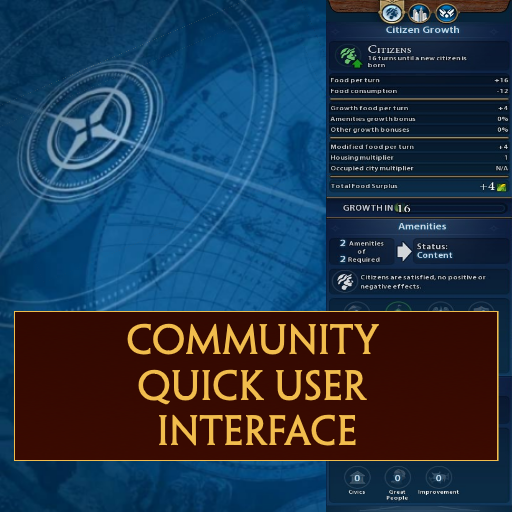 Citizen Growth
CITIZENS
16 turns until a new citizen is
born
Food per turn +16
Food consumption -12
Growth food per turn +4
Amenities growth bonus 0%
Other growth bonuses 0%
Modified food per turn +4
Housing multiplier 1
Occupied city multiplier N/A
Total Food Surplus +4
GROWTH IN 16
Amenities
2 Amenities
of
2 Required
Status:
Content
Citizens are satisfied, no positive or
negative effects.
COMMUNITY
QUICK USER
INTERFACE
0 0 0
Civics Great Improvement
People